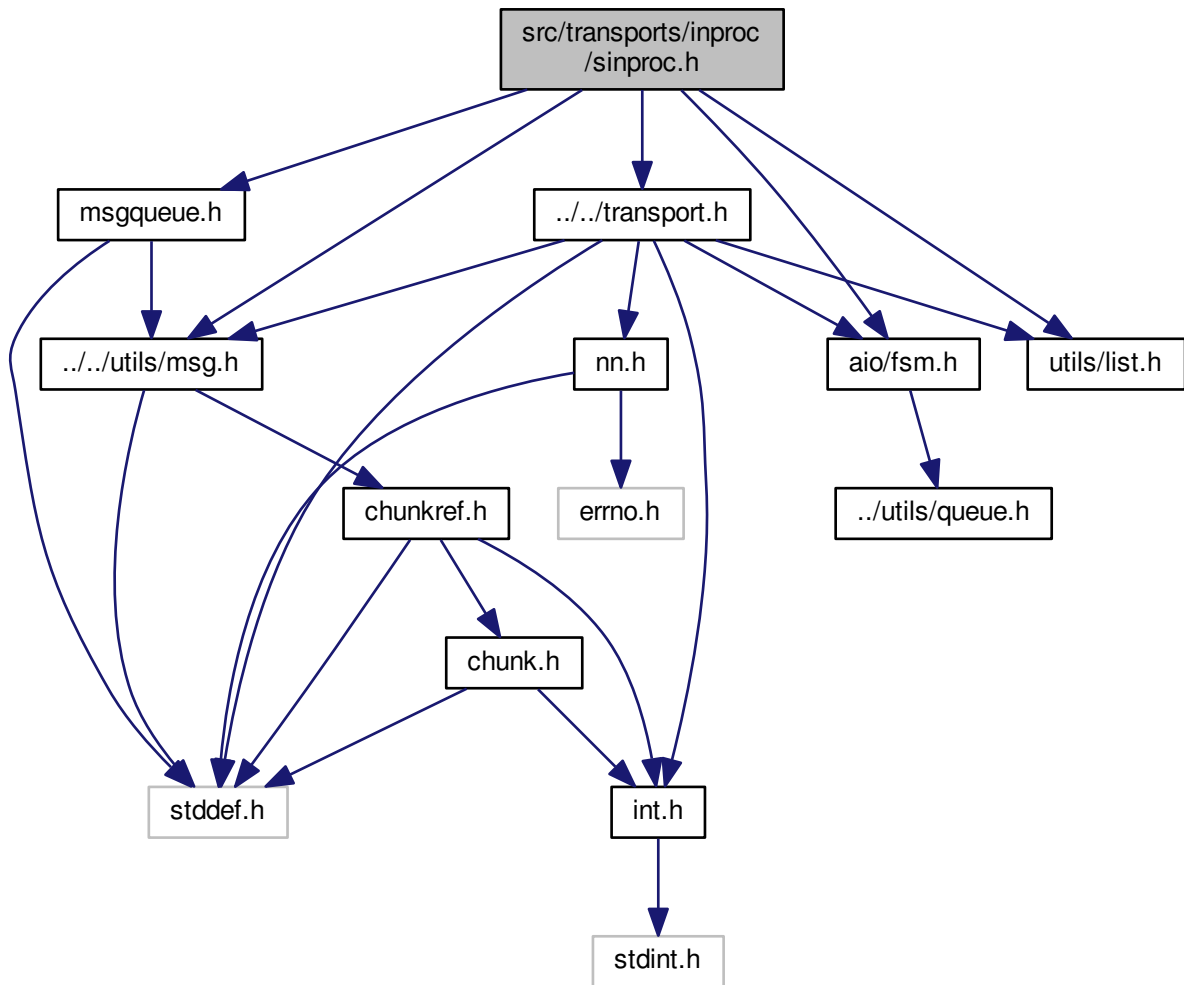 src/transports/inproc
/sinproc.h
msgqueue.h
../../transport.h
../../utils/msg.h
nn.h
aio/fsm.h
utils/list.h
chunkref.h
errno.h
../utils/queue.h
chunk.h
stddef.h
int.h
stdint.h